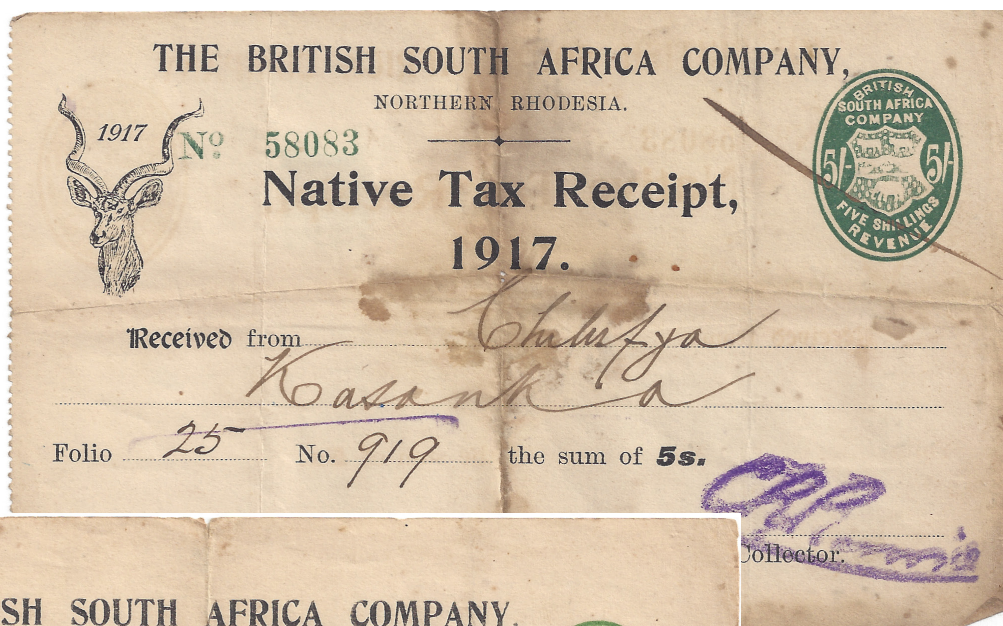 THE BRITISH SOUTH AFRICA COMPANY,
NORTHERN RHODESIA.
1917
No 58083
BRITISH
SOUTH AFRICA
COMPANY
5/- 5/-
FIVE SHILLINGS
REVENUE
Native Tax Receipt,
1917.
Received from Chilufya
Kasanka
Folio 25 No. 919 the sum of 5s.
Collector.
SH SOUTH AFRICA COMPANY.